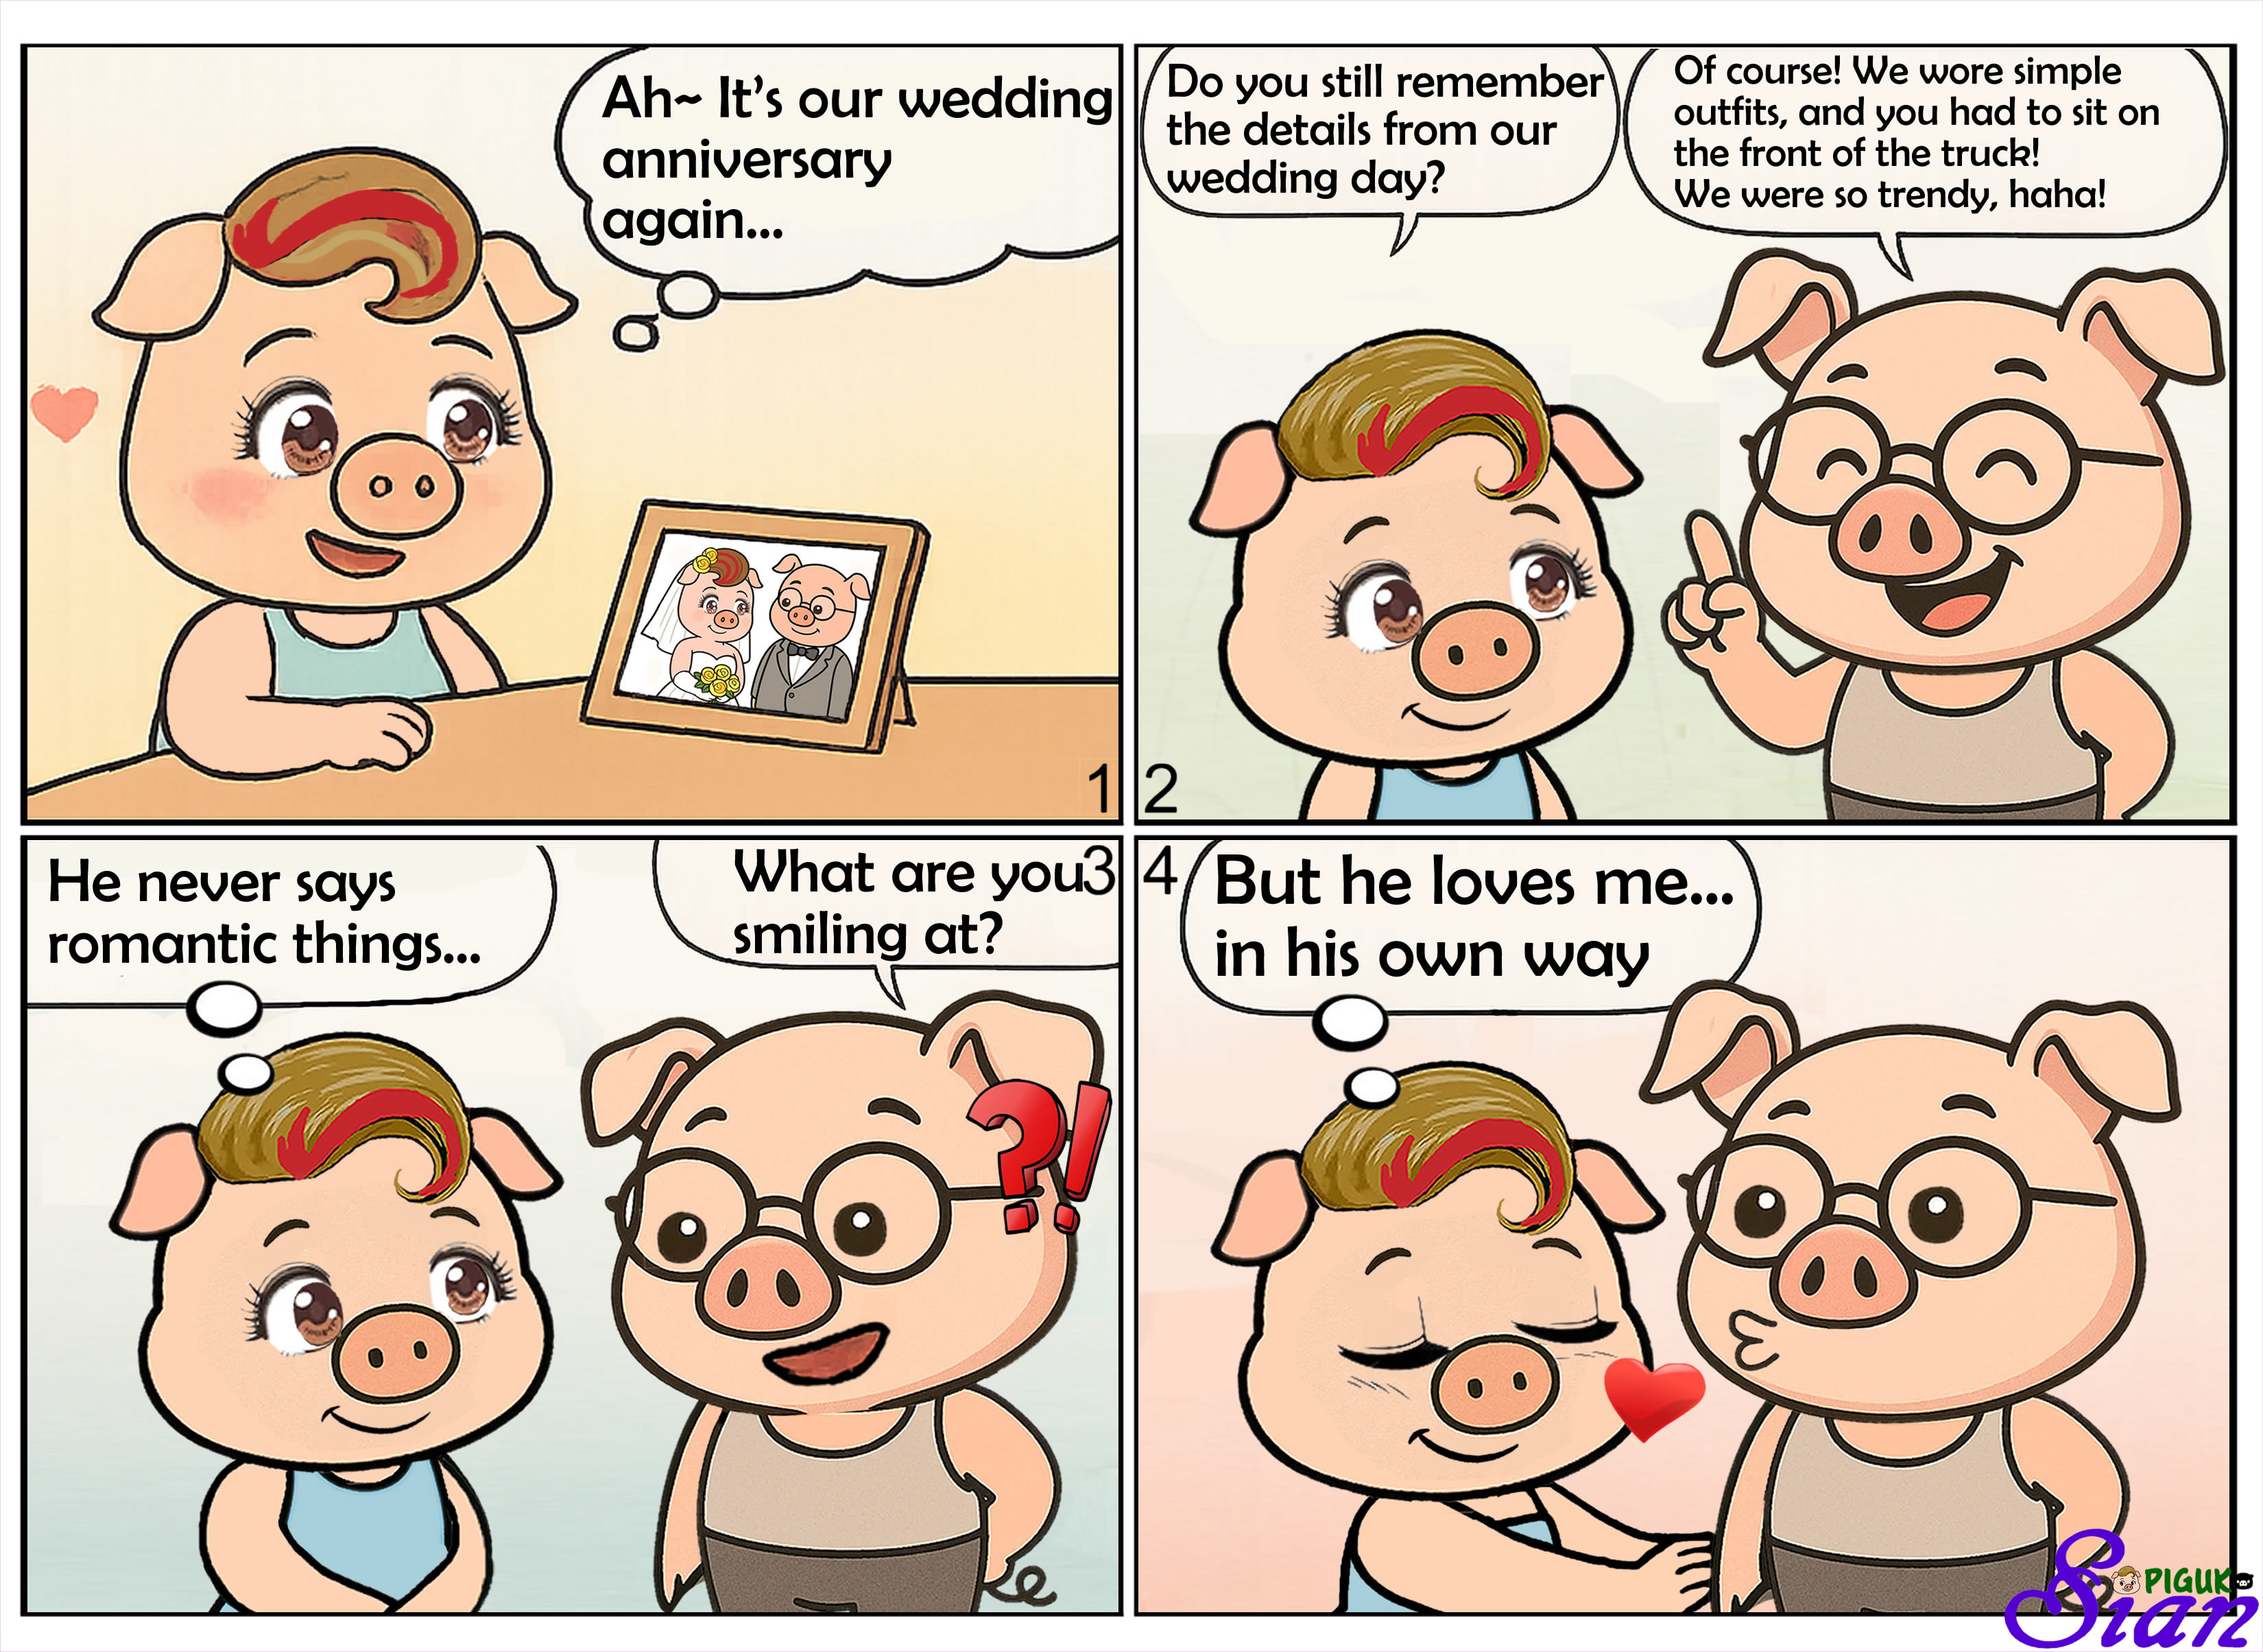 Ah~ It's our wedding
anniversary
again...
1
Do you still remember
the details from our
wedding day?
Of course! We wore simple
outfits, and you had to sit on
the front of the truck!
We were so trendy, haha!
2
He never says
romantic things...
What are you
smiling at?
3
?!
4
But he loves me...
in his own way
PIGUK
Sian